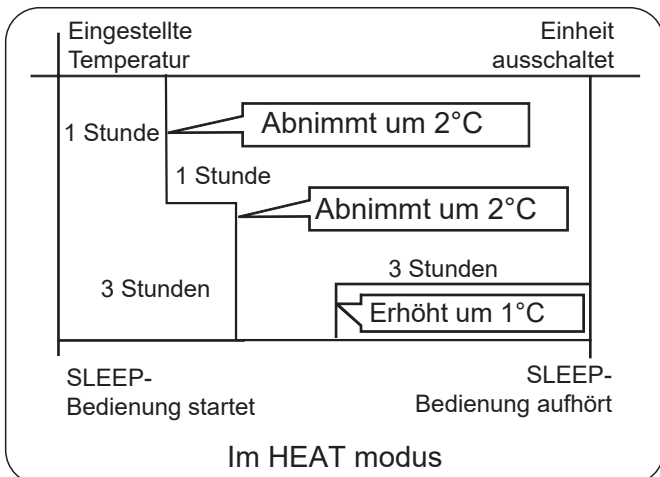 Eingestellte
Temperatur
Einheit
ausschaltet
1 Stunde
Abnimmt um 2°C
1 Stunde
Abnimmt um 2°C
3 Stunden
3 Stunden
Erhöht um 1°C
SLEEP-
Bedienung startet
SLEEP-
Bedienung aufhört
Im HEAT modus